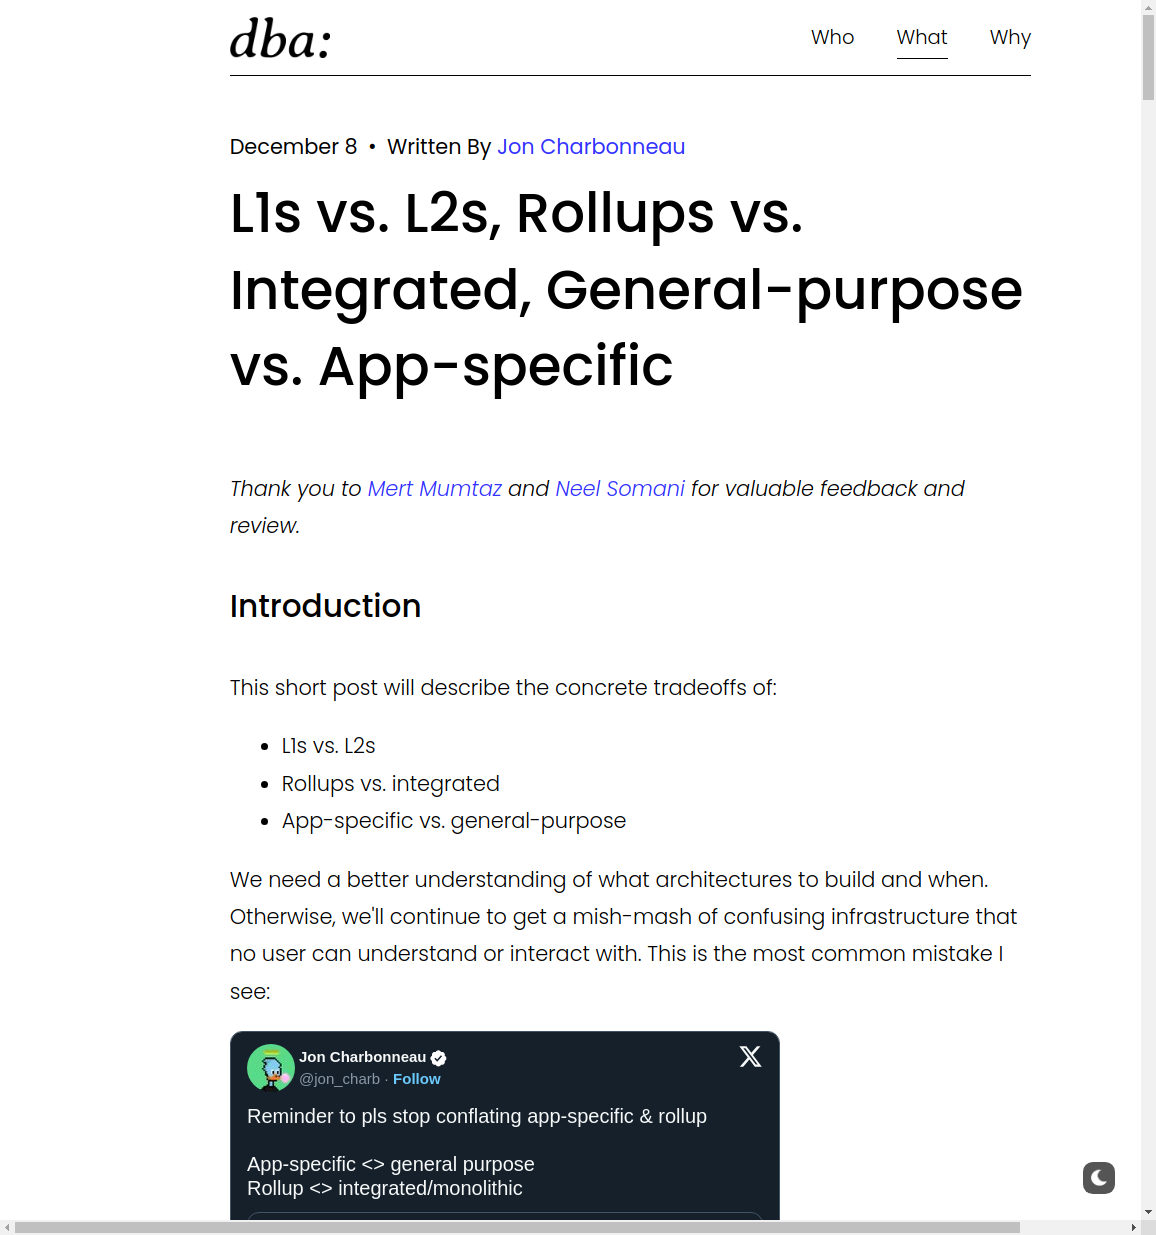 dba:
Who What Why
December 8 • Written By Jon Charbonneau
L1s vs. L2s, Rollups vs.
Integrated, General-purpose
vs. App-specific
Thank you to Mert Mumtaz and Neel Somani for valuable feedback and
review.
Introduction
This short post will describe the concrete tradeoffs of:
• L1s vs. L2s
• Rollups vs. integrated
• App-specific vs. general-purpose
We need a better understanding of what architectures to build and when.
Otherwise, we'll continue to get a mish-mash of confusing infrastructure that
no user can understand or interact with. This is the most common mistake I
see:
Jon Charbonneau
@jon_charb · Follow
Reminder to pls stop conflating app-specific & rollup
App-specific <> general purpose
Rollup <> integrated/monolithic